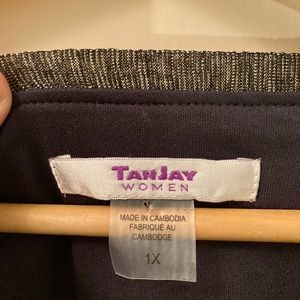 TANJAY
WOMEN
MADE IN CAMBODIA
FABRIQUÉ AU
CAMBODGE
1X